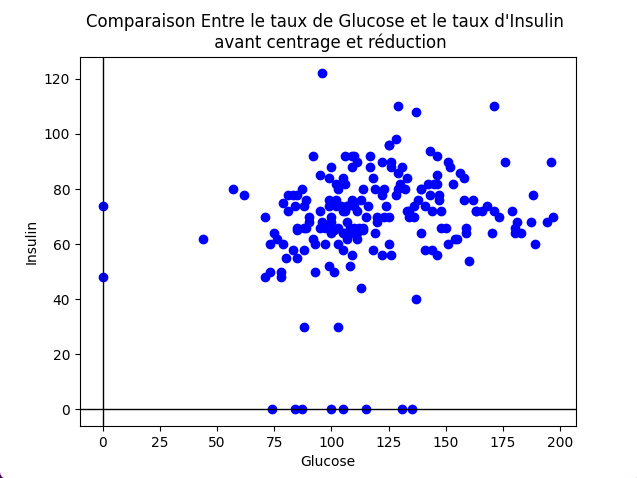 Comparaison Entre le taux de Glucose et le taux d'Insulin
avant centrage et réduction
120
100
80
60
40
20
0
Insulin
0 25 50 75 100 125 150 175 200
Glucose